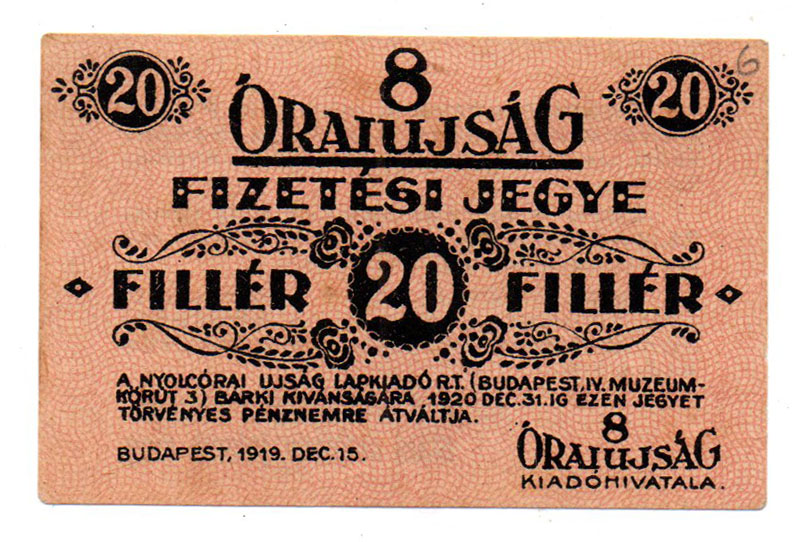 20 8 20 6
ÓRAIUJSÁG
FIZETÉSI JEGYE
FILLÉR 20 FILLÉR
A NYOLCÓRAI UJSÁG LAPKIADÓ R.T. (BUDAPEST, IV. MUZEUM-
KÖRUT 3) BÁRKI KIVÁNSÁGÁRA 1920 DEC. 31. IG EZEN JEGYET
TÖRVÉNYES PÉNZNEMRE ÁTVÁLTJA.
BUDAPEST, 1919. DEC. 15.
8
ÓRAIUJSÁG
KIADÓHIVATALA.